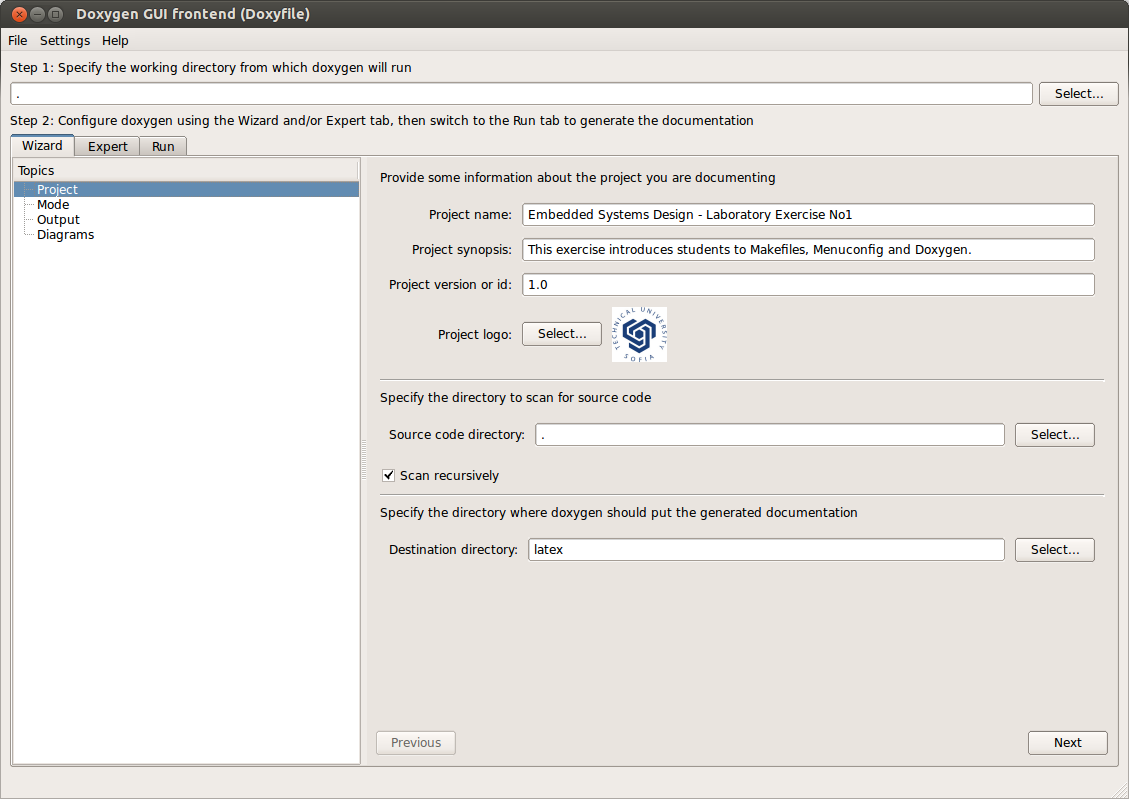 Doxygen GUI frontend (Doxyfile)
File Settings Help
Step 1: Specify the working directory from which doxygen will run
. Select...
Step 2: Configure doxygen using the Wizard and/or Expert tab, then switch to the Run tab to generate the documentation
Wizard Expert Run
Topics
Project
Mode
Output
Diagrams
Provide some information about the project you are documenting
Project name: Embedded Systems Design - Laboratory Exercise No1
Project synopsis: This exercise introduces students to Makefiles, Menuconfig and Doxygen.
Project version or id: 1.0
Project logo: Select...
TECHNICAL UNIVERSITY
SOFIA
Specify the directory to scan for source code
Source code directory: . Select...
Scan recursively
Specify the directory where doxygen should put the generated documentation
Destination directory: latex Select...
Previous Next